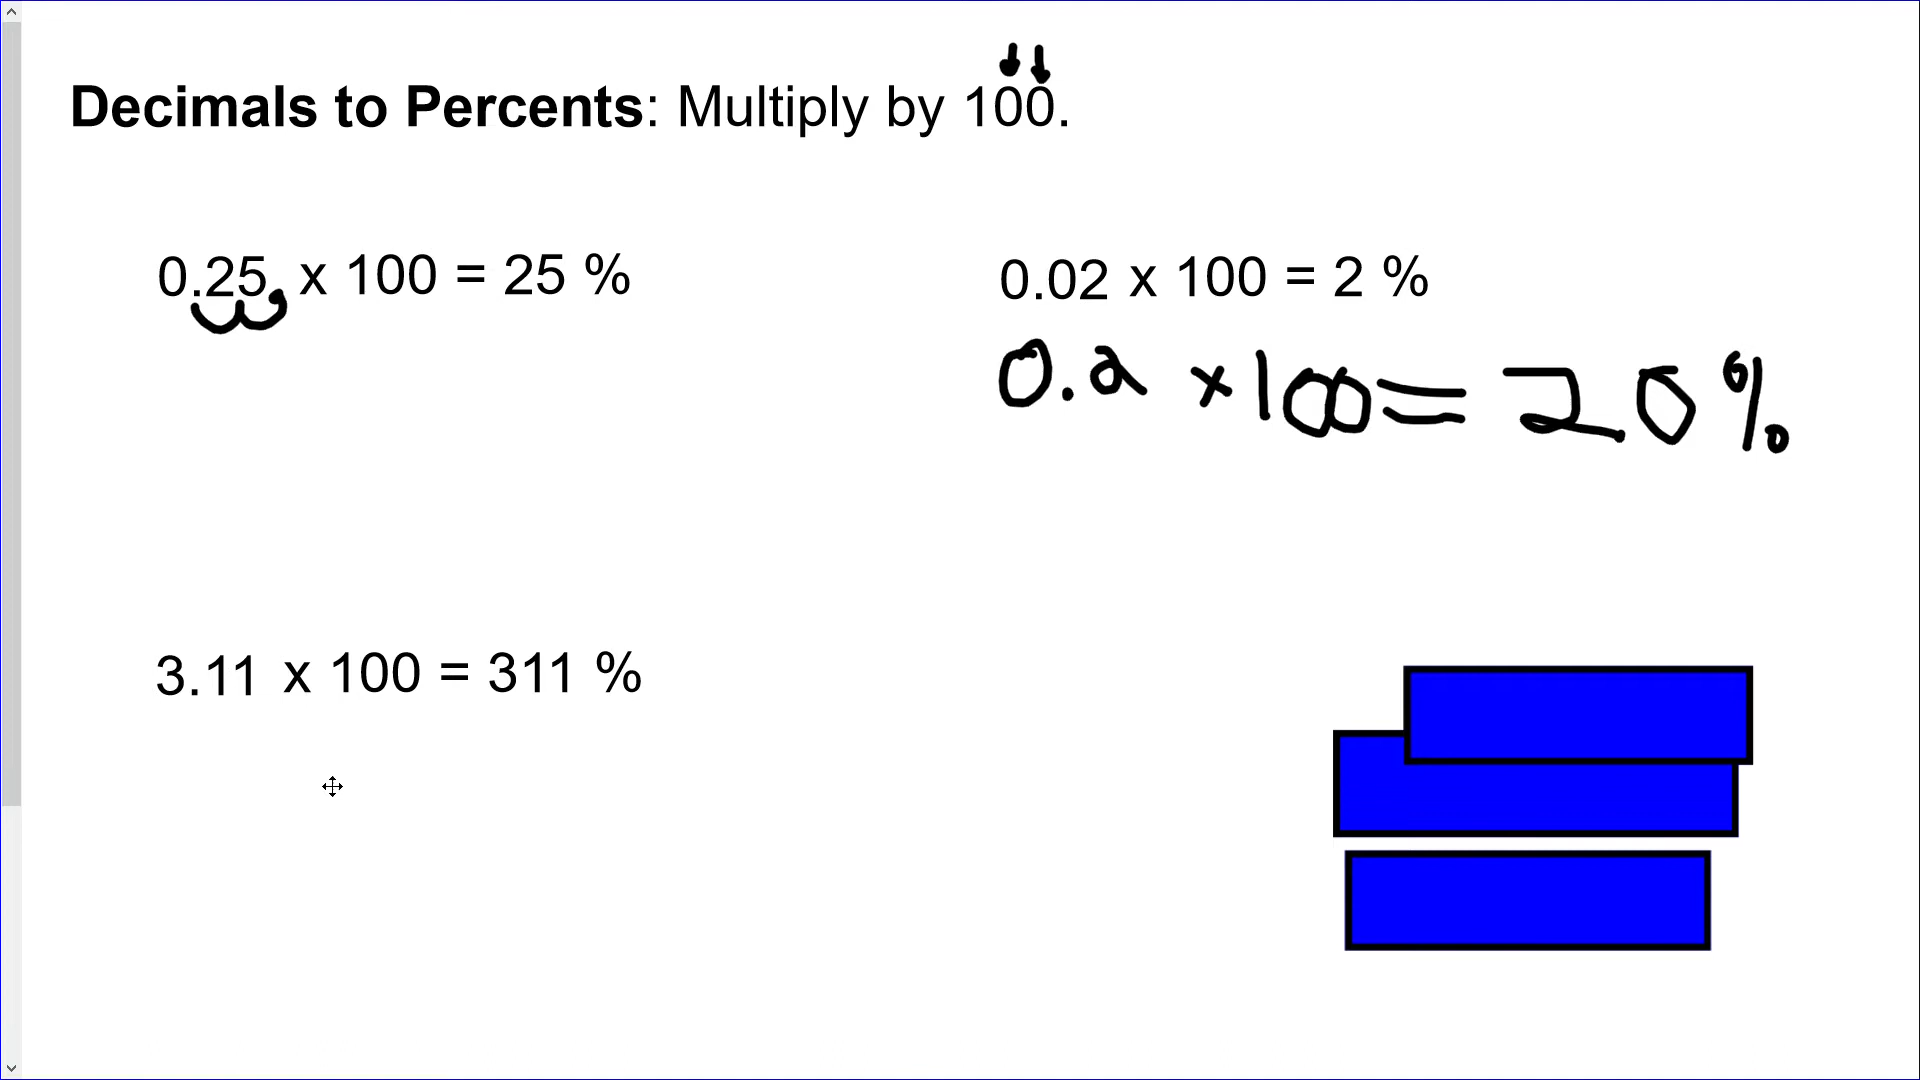 Decimals to Percents: Multiply by 100.
0.25 x 100 = 25 %
0.02 x 100 = 2 %
0.2 x 100 = 20%
3.11 x 100 = 311 %